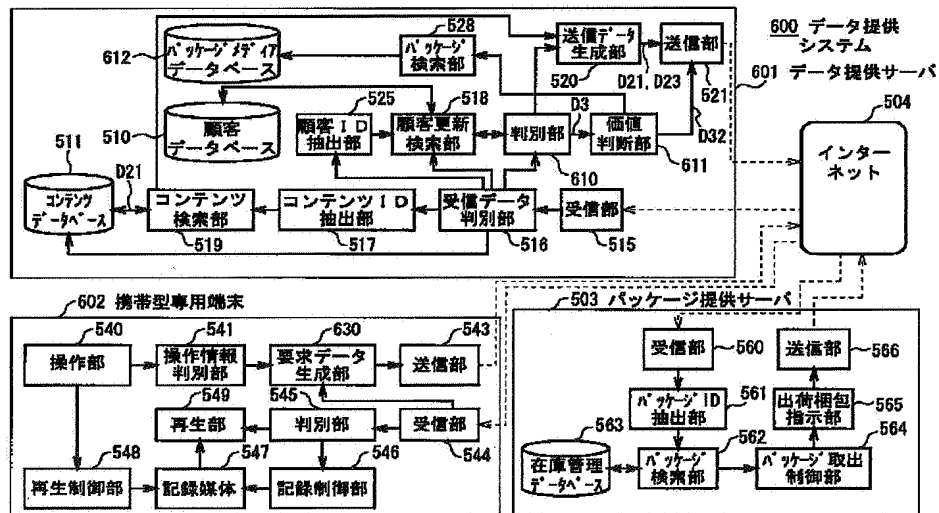 600 データ提供
システム
601 データ提供サーバ
612
パッケージメディア
データベース
528
パッケージ
検索部
送信データ
生成部
520
送信部
521
D21, D23
525
518
510
顧客
データベース
顧客ID
抽出部
顧客更新
検索部
判別部
610
D3
価値
判断部
611
D32
504
インター
ネット
511
コンテンツ
データベース
D21
コンテンツ
検索部
519
コンテンツID
抽出部
517
受信データ
判別部
516
受信部
515
602 携帯型専用端末
540
操作部
541
操作情報
判別部
630
要求データ
生成部
543
送信部
549
再生部
545
判別部
受信部
544
548
再生制御部
547
記録媒体
546
記録制御部
503 パッケージ提供サーバ
受信部
560
送信部
566
パッケージID
抽出部
561
出荷梱包
指示部
565
563
在庫管理
データベース
562
パッケージ
検索部
564
パッケージ取出
制御部